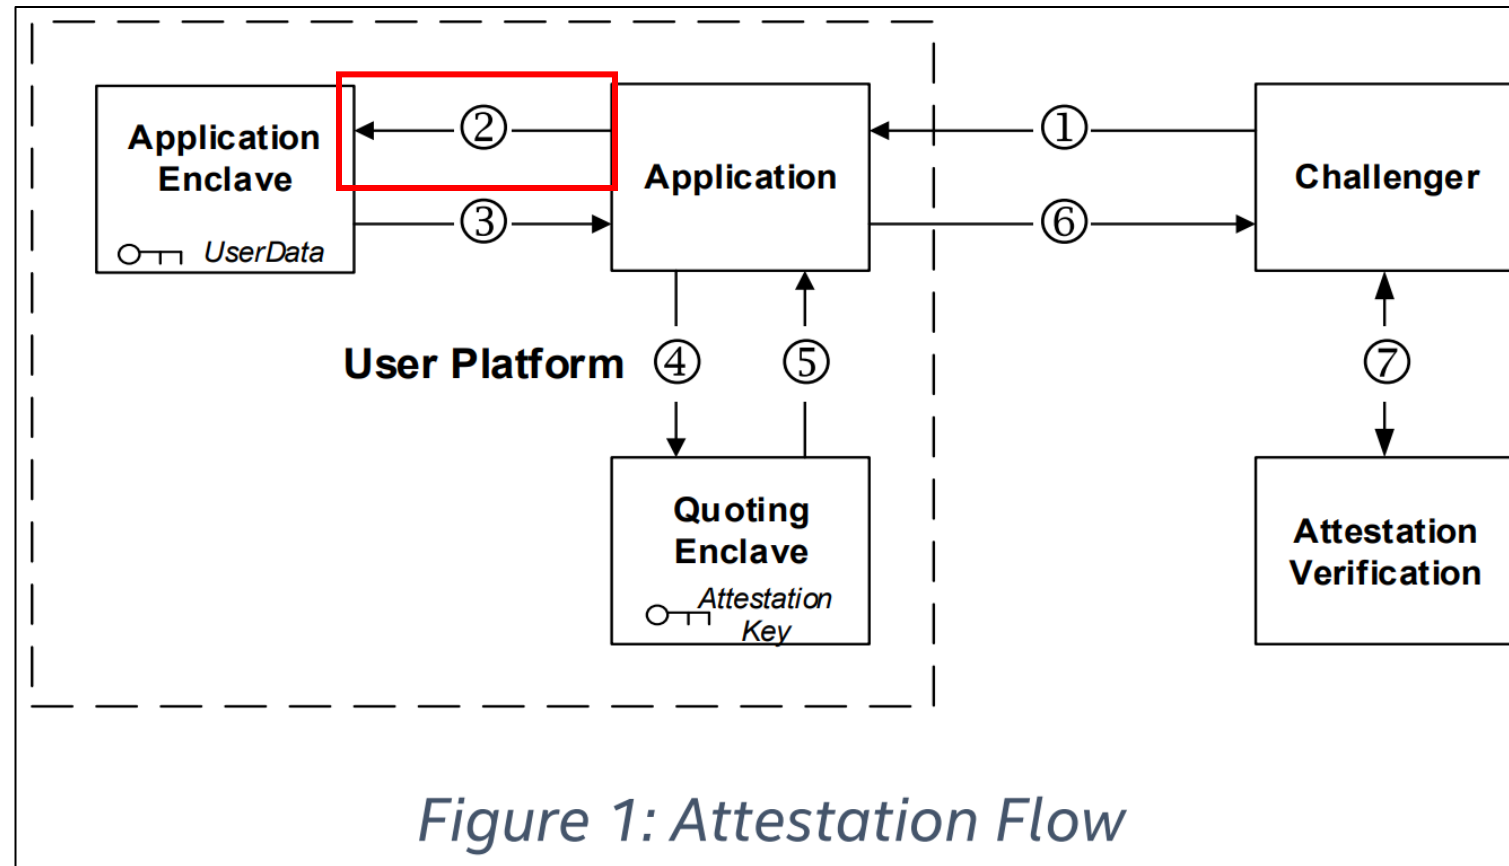 Application
Enclave
UserData
②
③
Application
①
⑥
Challenger
User Platform
④
⑤
⑦
Quoting
Enclave
Attestation
Key
Attestation
Verification
Figure 1: Attestation Flow